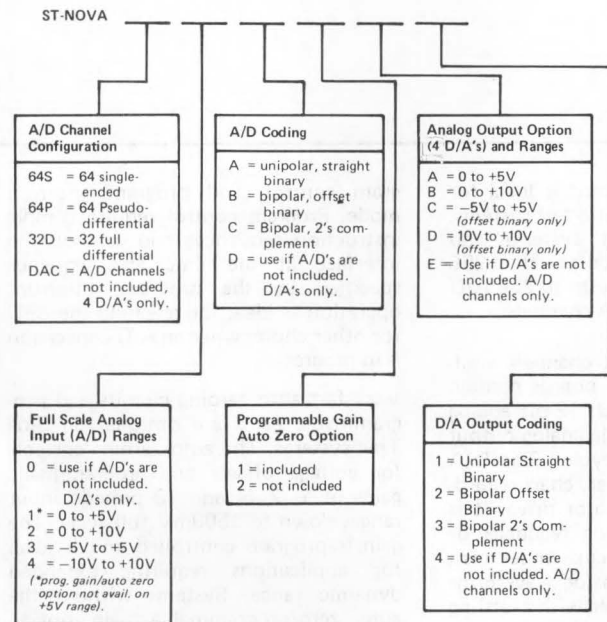 ST-NOVA
A/D Channel
Configuration
64S = 64 single-
ended
64P = 64 Pseudo-
differential
32D = 32 full
differential
DAC = A/D channels
not included,
4 D/A's only.
A/D Coding
A = unipolar, straight
binary
B = bipolar, offset
binary
C = Bipolar, 2's com-
plement
D = use if A/D's are
not included.
D/A's only.
Analog Output Option
(4 D/A's) and Ranges
A = 0 to +5V
B = 0 to +10V
C = −5V to +5V
(offset binary only)
D = 10V to +10V
(offset binary only)
E = Use if D/A's are not
included. A/D
channels only.
Full Scale Analog
Input (A/D) Ranges
0 = use if A/D's are
not included.
D/A's only.
1* = 0 to +5V
2 = 0 to +10V
3 = −5V to +5V
4 = −10V to +10V
(*prog. gain/auto zero
option not avail. on
+5V range).
Programmable Gain
Auto Zero Option
1 = included
2 = not included
D/A Output Coding
1 = Unipolar Straight
Binary
2 = Bipolar Offset
Binary
3 = Bipolar 2's Com-
plement
4 = Use if D/A's are
not included. A/D
channels only.